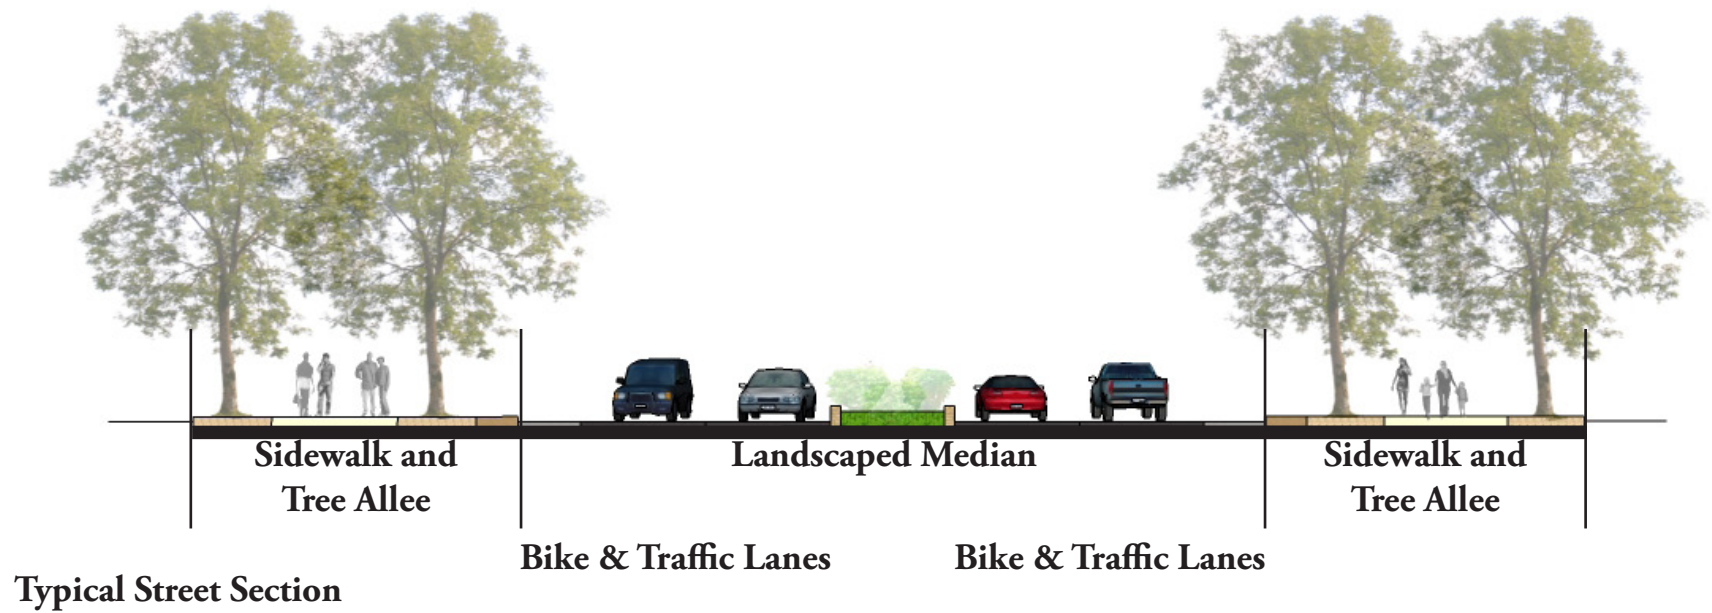 Sidewalk and
Tree Allee
Landscaped Median
Sidewalk and
Tree Allee
Bike & Traffic Lanes
Bike & Traffic Lanes
Typical Street Section